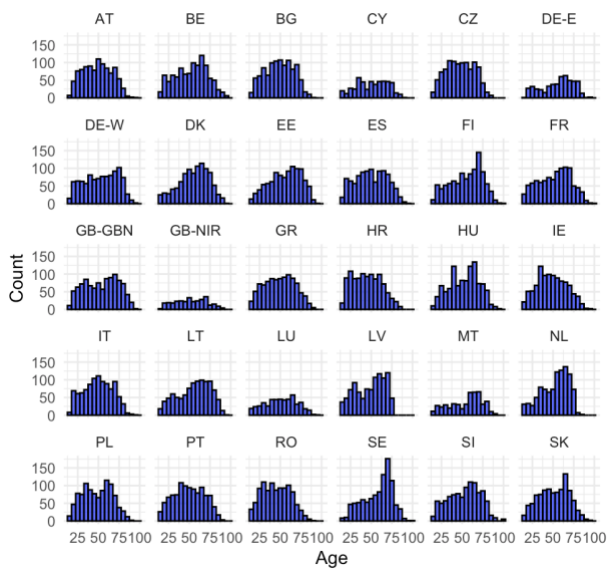 AT BE BG CY CZ DE-E
150
100
50
0
DE-W DK EE ES FI FR
150
100
50
0
GB-GBN GB-NIR GR HR HU IE
150
100
50
0
Count
IT LT LU LV MT NL
150
100
50
0
PL PT RO SE SI SK
150
100
50
0
25 50 75100 25 50 75100 25 50 75100 25 50 75100 25 50 75100 25 50 75100
Age